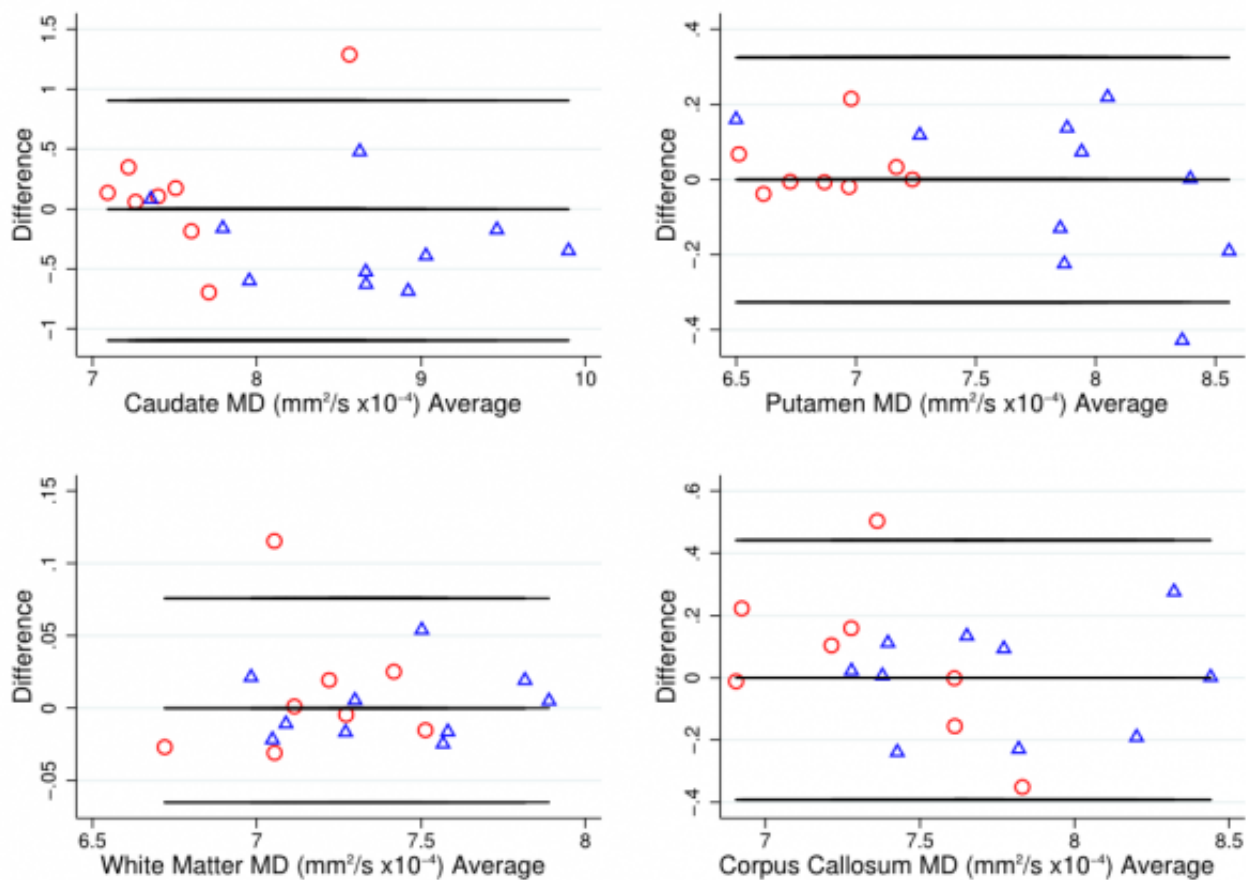 1.5
1
.5
0
-.5
-1
Difference
7 8 9 10
Caudate MD (mm²/s x10⁻⁴) Average
.4
.2
0
-.2
-.4
Difference
6.5 7 7.5 8 8.5
Putamen MD (mm²/s x10⁻⁴) Average
.15
.1
.05
0
-.05
Difference
6.5 7 7.5 8
White Matter MD (mm²/s x10⁻⁴) Average
.6
.4
.2
0
-.2
-.4
Difference
7 7.5 8 8.5
Corpus Callosum MD (mm²/s x10⁻⁴) Average